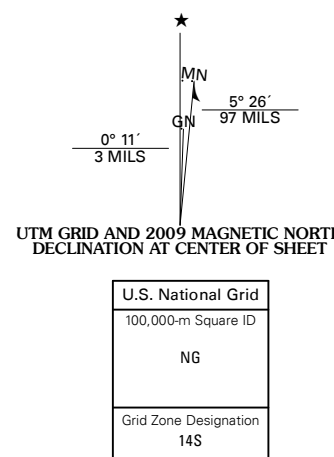 ★
MN
5° 26´
97 MILS
GN
0° 11´
3 MILS
UTM GRID AND 2009 MAGNETIC NORTH
DECLINATION AT CENTER OF SHEET
U.S. National Grid
100,000-m Square ID
NG
Grid Zone Designation
14S